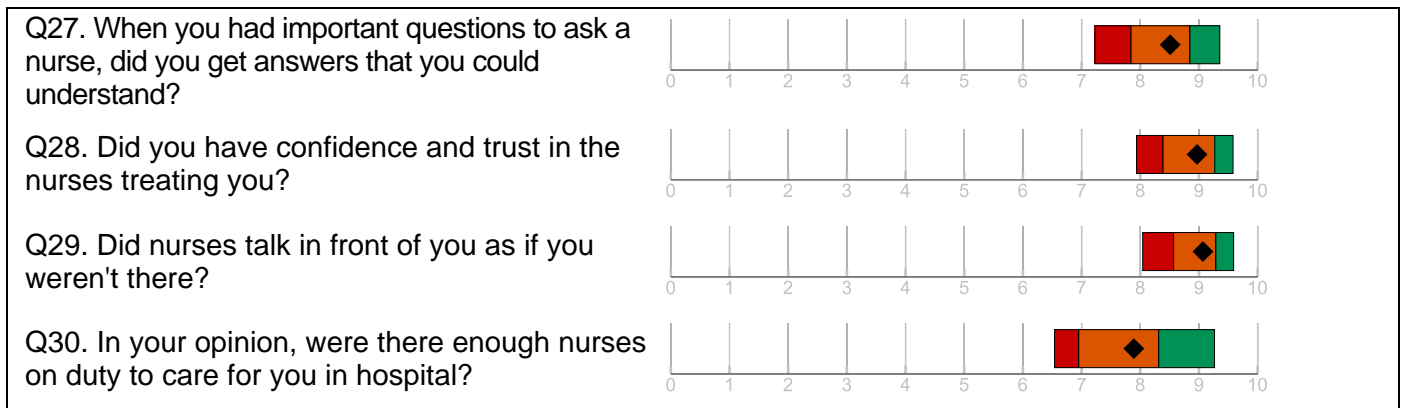 Q27. When you had important questions to ask a
nurse, did you get answers that you could
understand?
0 1 2 3 4 5 6 7 8 9 10
Q28. Did you have confidence and trust in the
nurses treating you?
0 1 2 3 4 5 6 7 8 9 10
Q29. Did nurses talk in front of you as if you
weren't there?
0 1 2 3 4 5 6 7 8 9 10
Q30. In your opinion, were there enough nurses
on duty to care for you in hospital?
0 1 2 3 4 5 6 7 8 9 10